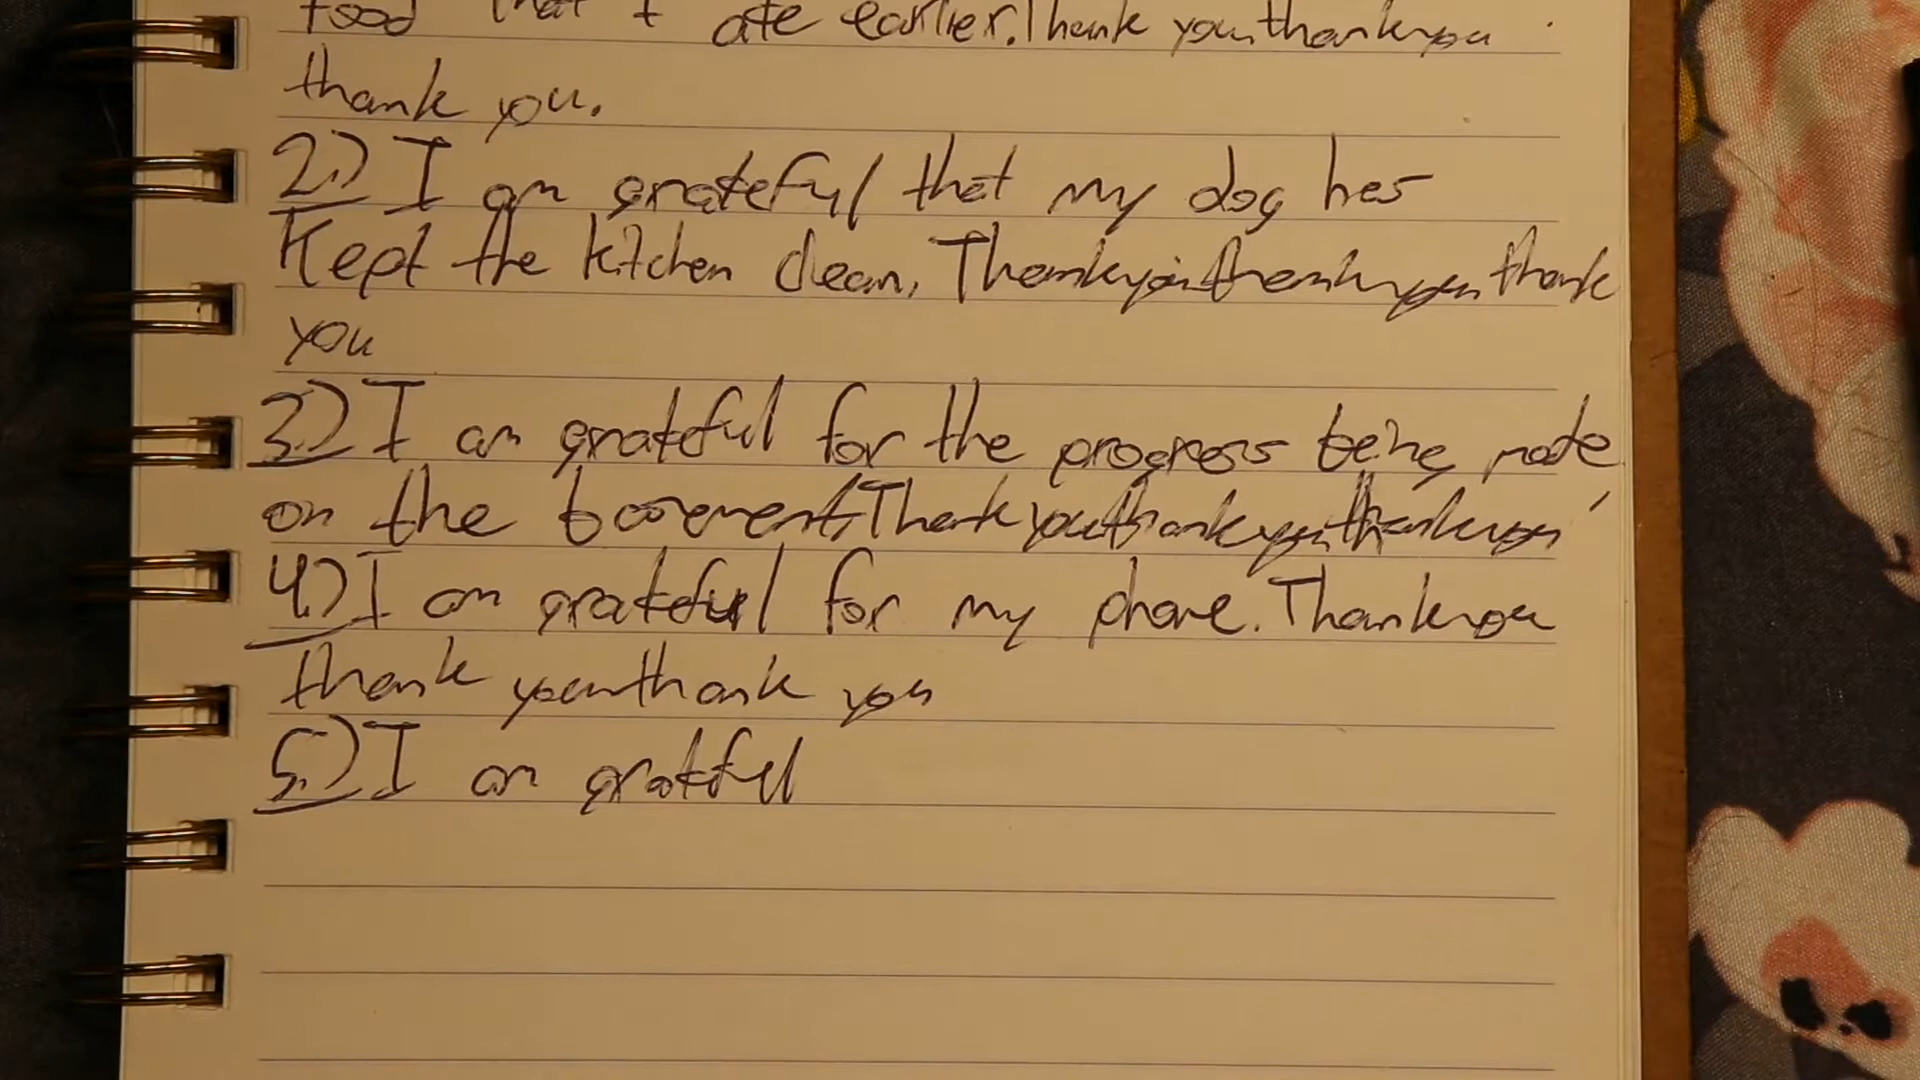 food that I ate earlier. Thank you, thank you
thank you.
2.) I am grateful that my dog has
Kept the kitchen clean, Thank you, thank you, thank
you
3.) I am grateful for the progress being made
on the basement, Thank you, thank you, thank you
4.) I am grateful for my phone. Thank you
thank you, thank you
5.) I am grateful